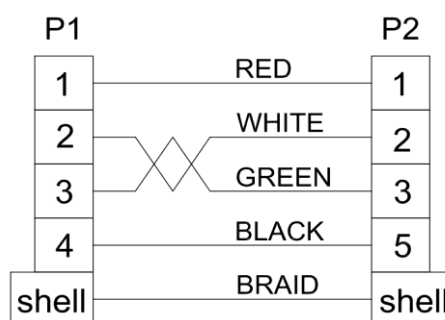 P1 P2
1 RED 1
2 WHITE 2
3 GREEN 3
4 BLACK 5
shell BRAID shell